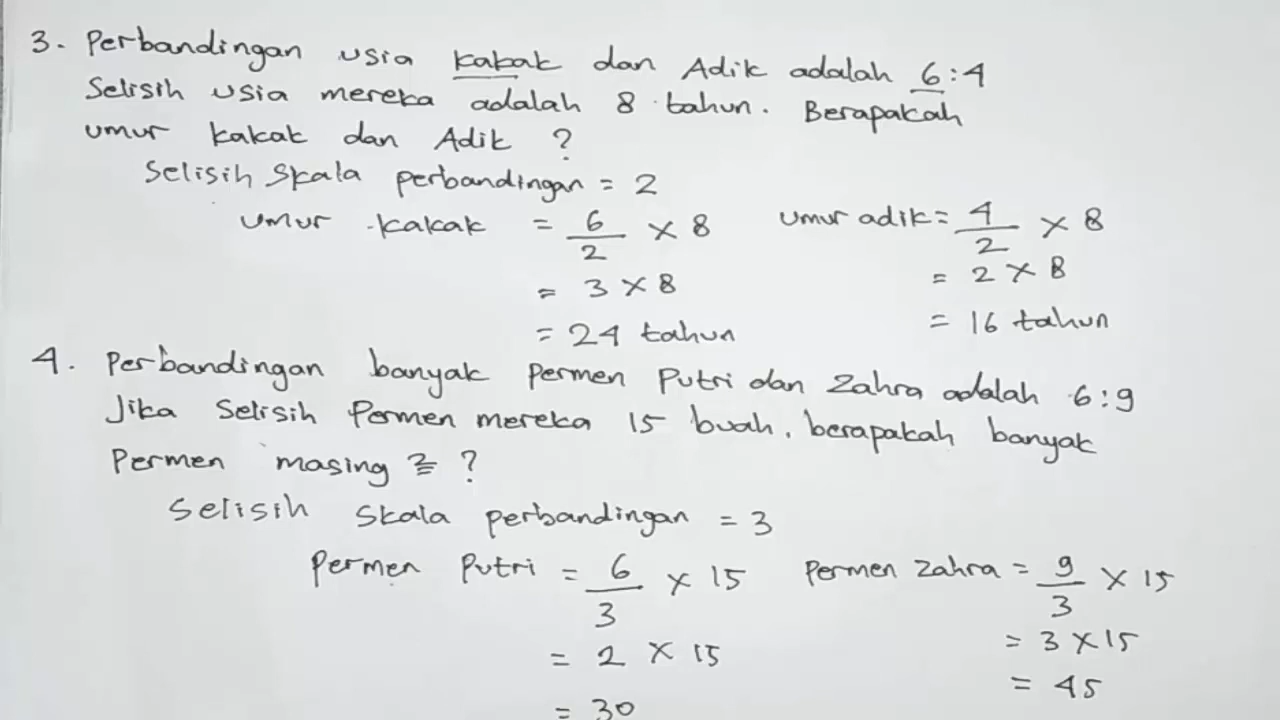 3. Perbandingan usia kakak dan Adik adalah 6:4
Selisih usia mereka adalah 8 tahun. Berapakah
umur kakak dan Adik ?
Selisih Skala perbandingan = 2
umur kakak = 6/2 × 8 umur adik = 4/2 × 8
= 3 × 8 = 2 × 8
= 24 tahun = 16 tahun
4. Perbandingan banyak permen Putri dan Zahra adalah 6:9
Jika Selisih Permen mereka 15 buah, berapakah banyak
Permen masing 2 ?
Selisih Skala perbandingan = 3
Permen Putri = 6/3 × 15 Permen Zahra = 9/3 × 15
= 2 × 15 = 3 × 15
= 30 = 45